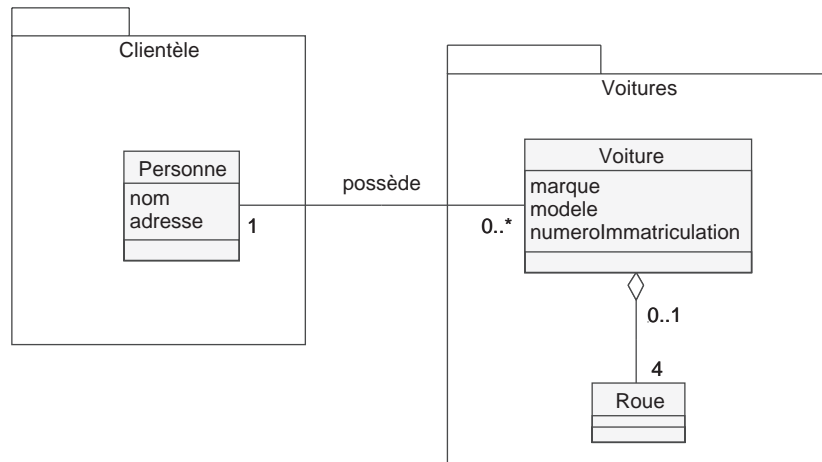 Clientèle
Personne
nom
adresse
1
possède
0..*
Voitures
Voiture
marque
modele
numeroImmatriculation
0..1
4
Roue